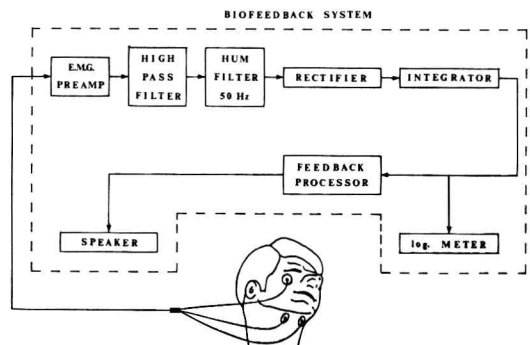 BIOFEEDBACK SYSTEM
E.M.G.
PREAMP
HIGH
PASS
FILTER
HUM
FILTER
50 Hz
RECTIFIER
INTEGRATOR
FEEDBACK
PROCESSOR
SPEAKER
log. METER